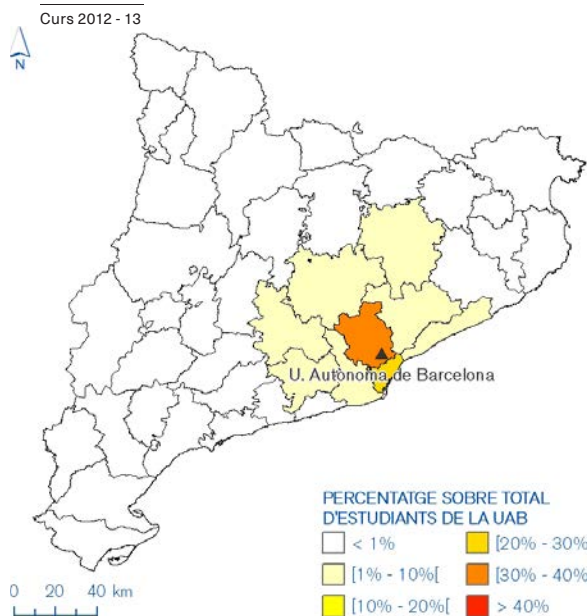 Curs 2012 - 13
N
U. Autònoma de Barcelona
PERCENTATGE SOBRE TOTAL
D'ESTUDIANTS DE LA UAB
< 1%
[20% - 30%
[1% - 10%[
[30% - 40%
[10% - 20%[
> 40%
0 20 40 km